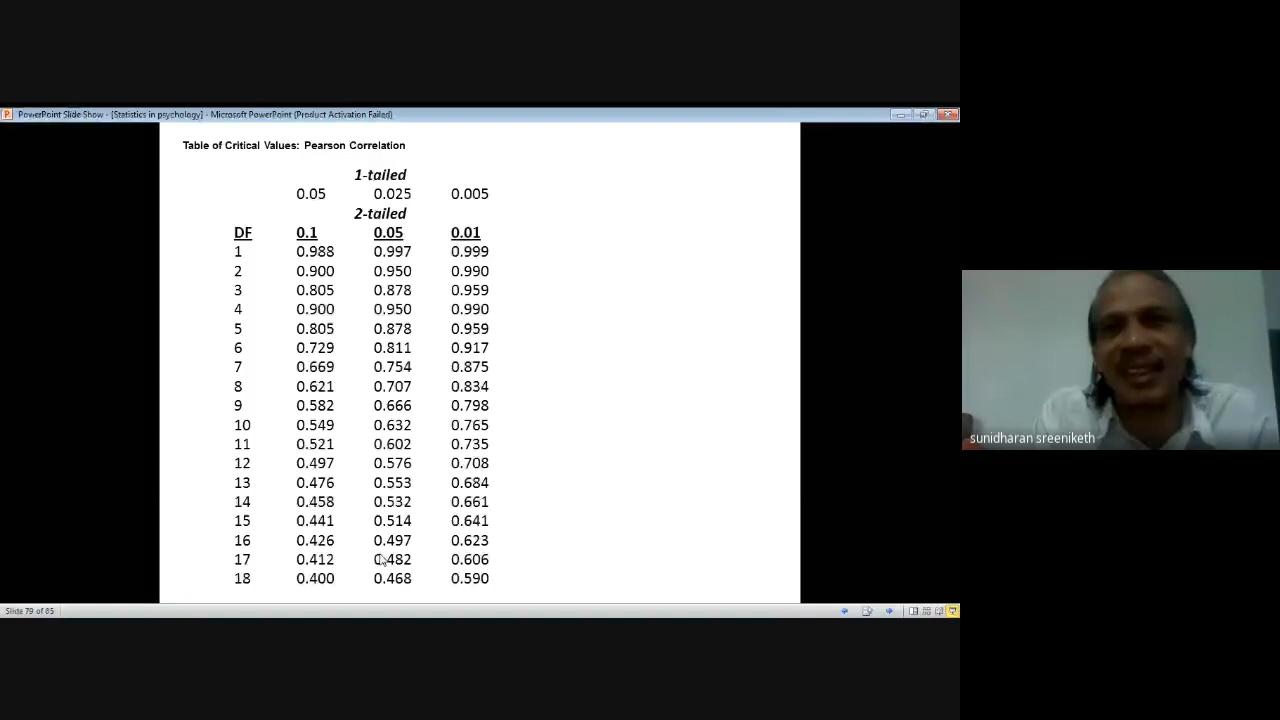 PowerPoint Slide Show - [Statistics in psychology] - Microsoft PowerPoint (Product Activation Failed)
Table of Critical Values: Pearson Correlation
1-tailed
0.05 0.025 0.005
2-tailed
DF 0.1 0.05 0.01
1 0.988 0.997 0.999
2 0.900 0.950 0.990
3 0.805 0.878 0.959
4 0.900 0.950 0.990
5 0.805 0.878 0.959
6 0.729 0.811 0.917
7 0.669 0.754 0.875
8 0.621 0.707 0.834
9 0.582 0.666 0.798
10 0.549 0.632 0.765
11 0.521 0.602 0.735
12 0.497 0.576 0.708
13 0.476 0.553 0.684
14 0.458 0.532 0.661
15 0.441 0.514 0.641
16 0.426 0.497 0.623
17 0.412 0.482 0.606
18 0.400 0.468 0.590
sunidharan sreeniketh
Slide 79 of 85